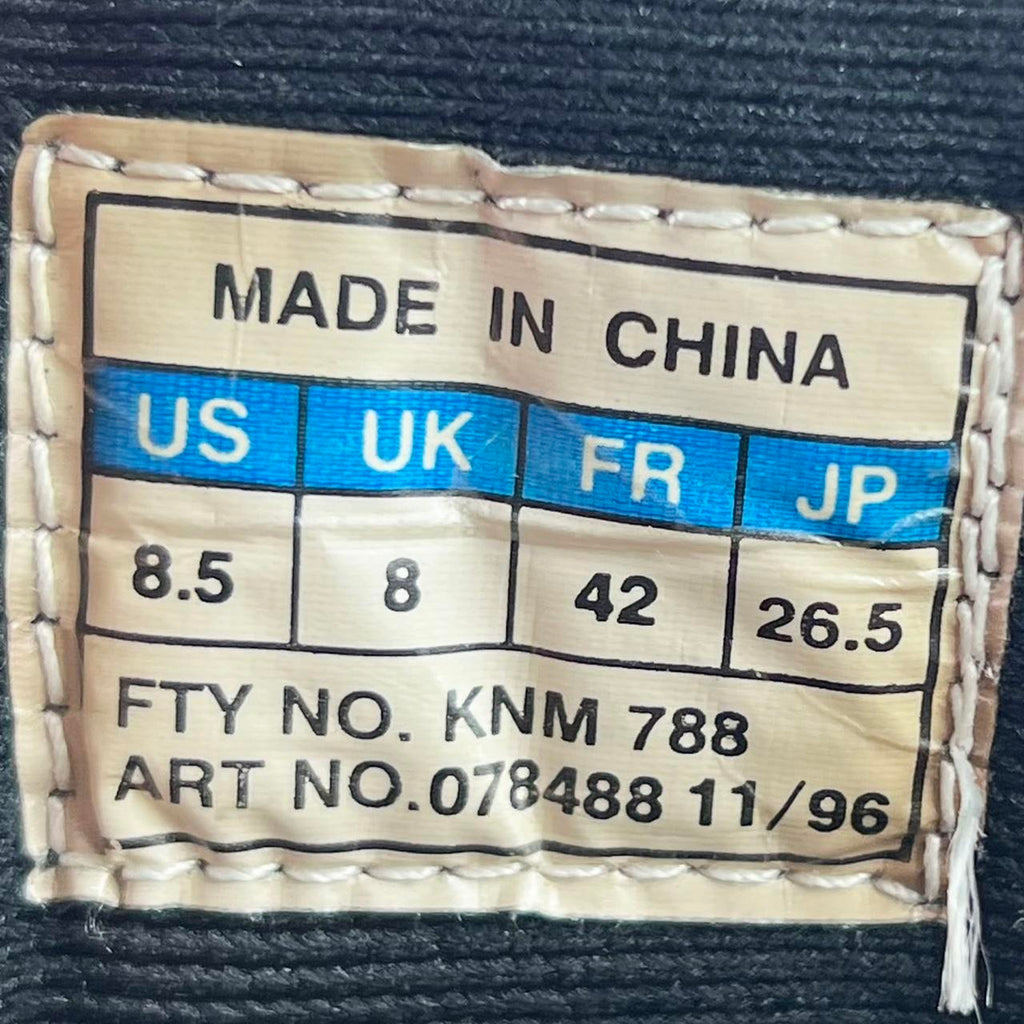 MADE IN CHINA
US UK FR JP
8.5 8 42 26.5
FTY NO. KNM 788
ART NO.078488 11/96